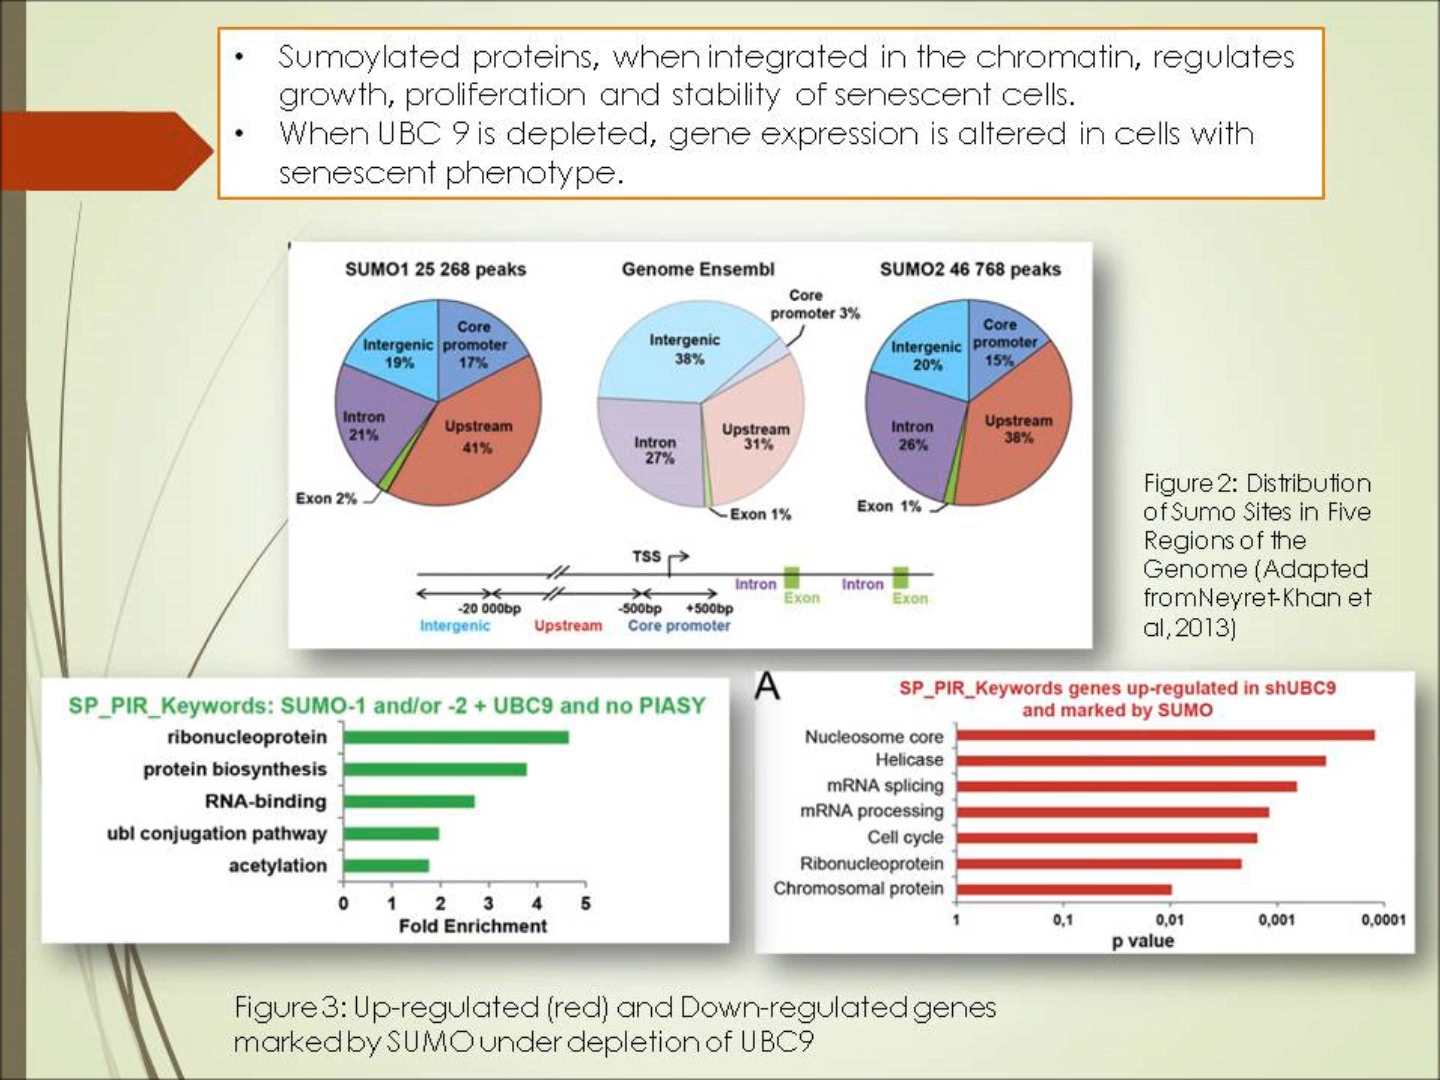 • Sumoylated proteins, when integrated in the chromatin, regulates
growth, proliferation and stability of senescent cells.
• When UBC 9 is depleted, gene expression is altered in cells with
senescent phenotype.
SUMO1 25 268 peaks
Intergenic
19%
Core
promoter
17%
Intron
21%
Upstream
41%
Exon 2%
Genome Ensembl
Core
promoter 3%
Intergenic
38%
Intron
27%
Upstream
31%
Exon 1%
SUMO2 46 768 peaks
Intergenic
20%
Core
promoter
15%
Intron
26%
Upstream
38%
Exon 1%
TSS
Intron
Exon
Intron
Exon
-20 000bp
-500bp
+500bp
Intergenic
Upstream
Core promoter
Figure 2: Distribution
of Sumo Sites in Five
Regions of the
Genome (Adapted
from Neyret-Khan et
al, 2013)
SP_PIR_Keywords: SUMO-1 and/or -2 + UBC9 and no PIASY
ribonucleoprotein
protein biosynthesis
RNA-binding
ubl conjugation pathway
acetylation
0 1 2 3 4 5
Fold Enrichment
A
SP_PIR_Keywords genes up-regulated in shUBC9
and marked by SUMO
Nucleosome core
Helicase
mRNA splicing
mRNA processing
Cell cycle
Ribonucleoprotein
Chromosomal protein
1 0,1 0,01 0,001 0,0001
p value
Figure 3: Up-regulated (red) and Down-regulated genes
marked by SUMO under depletion of UBC9